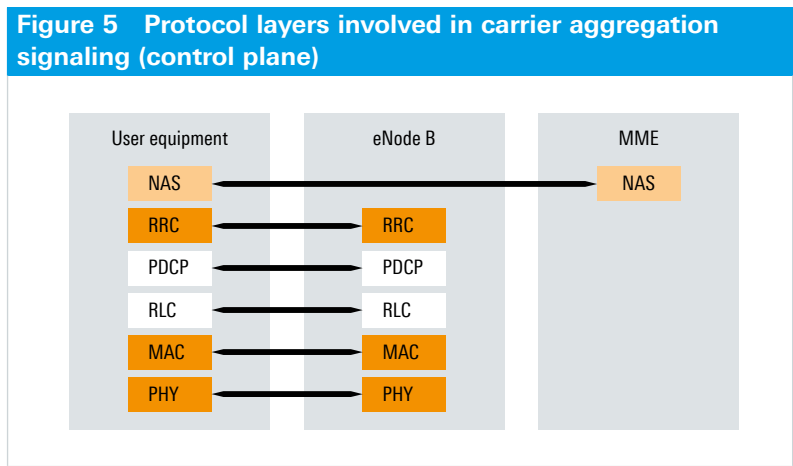 Figure 5 Protocol layers involved in carrier aggregation
signaling (control plane)
User equipment eNode B MME
NAS NAS
RRC RRC
PDCP PDCP
RLC RLC
MAC MAC
PHY PHY